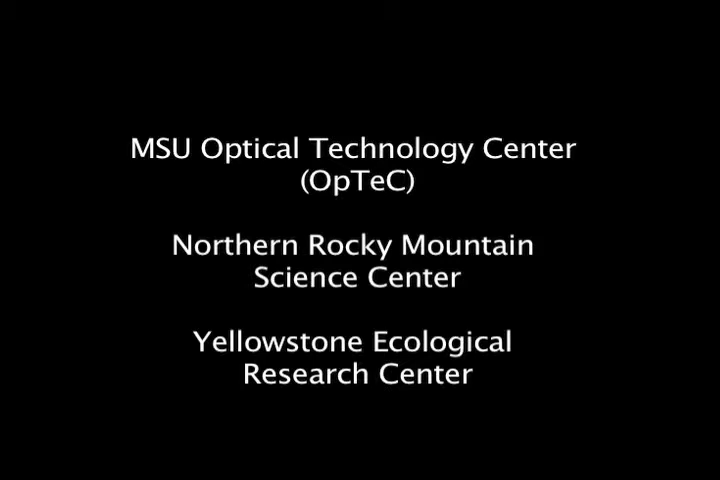 MSU Optical Technology Center
(OpTeC)
Northern Rocky Mountain
Science Center
Yellowstone Ecological
Research Center